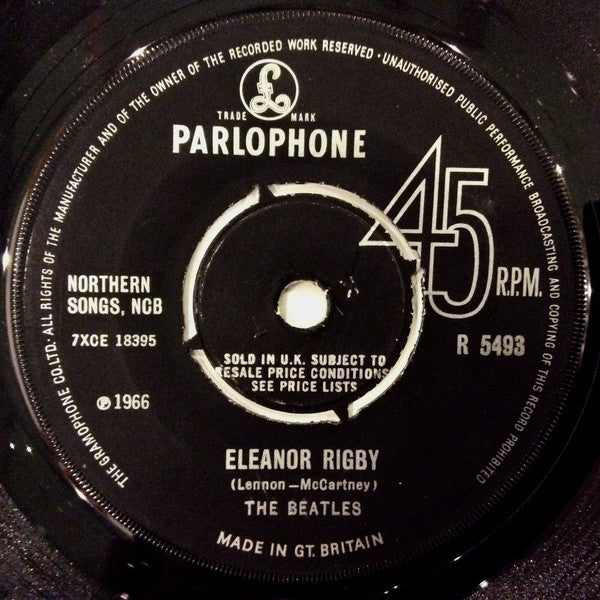 THE GRAMOPHONE CO. LTD. ALL RIGHTS OF THE MANUFACTURER AND OF THE OWNER OF THE RECORDED WORK RESERVED · UNAUTHORISED PUBLIC PERFORMANCE BROADCASTING AND COPYING OF THIS RECORD PROHIBITED
£
TRADE MARK
PARLOPHONE
45 R.P.M.
NORTHERN
SONGS, NCB
7XCE 18395
R 5493
SOLD IN U.K. SUBJECT TO
RESALE PRICE CONDITIONS
SEE PRICE LISTS
℗ 1966
ELEANOR RIGBY
(Lennon—McCartney)
THE BEATLES
MADE IN GT. BRITAIN